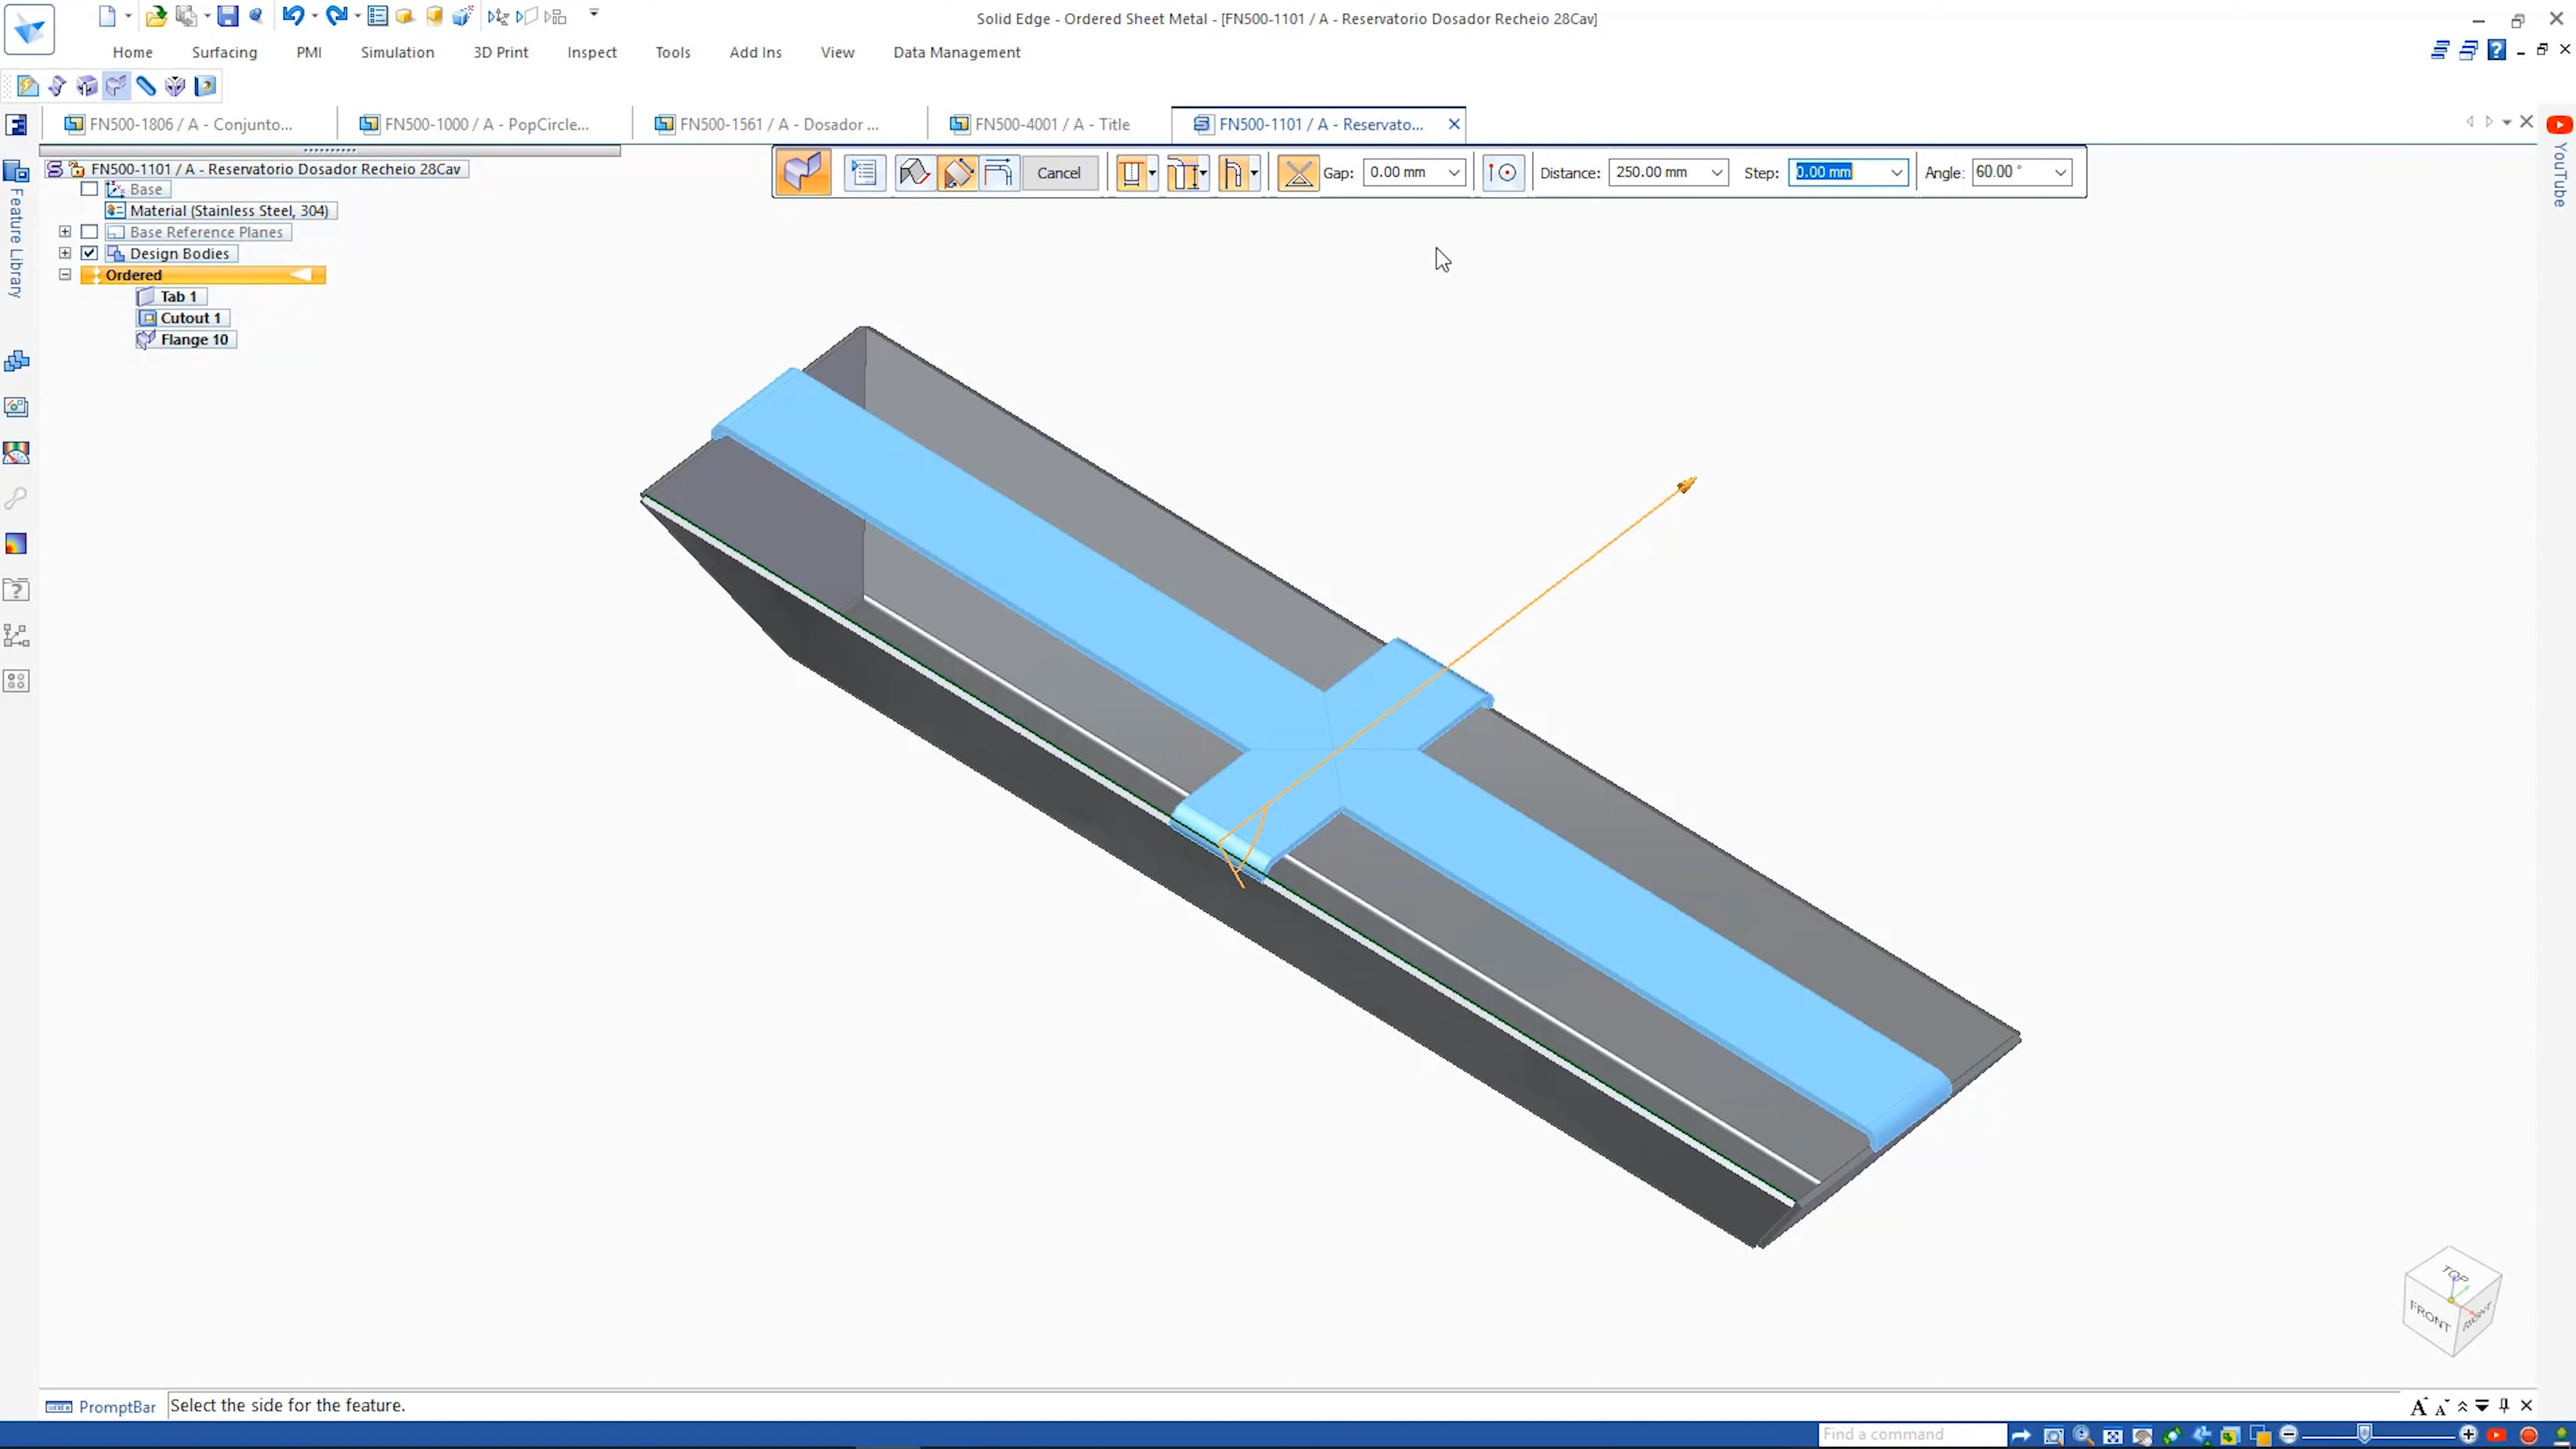 Solid Edge - Ordered Sheet Metal - [FN500-1101 / A - Reservatorio Dosador Recheio 28Cav]
Home Surfacing PMI Simulation 3D Print Inspect Tools Add Ins View Data Management
FN500-1806 / A - Conjunto... FN500-1000 / A - PopCircle... FN500-1561 / A - Dosador ... FN500-4001 / A - Title FN500-1101 / A - Reservato...
Cancel Gap: 0.00 mm Distance: 250.00 mm Step: 0.00 mm Angle: 60.00 °
FN500-1101 / A - Reservatorio Dosador Recheio 28Cav
Base
Material (Stainless Steel, 304)
Base Reference Planes
Design Bodies
Ordered
Tab 1
Cutout 1
Flange 10
Feature Library
YouTube
TOP
FRONT
RIGHT
PromptBar Select the side for the feature.
Find a command